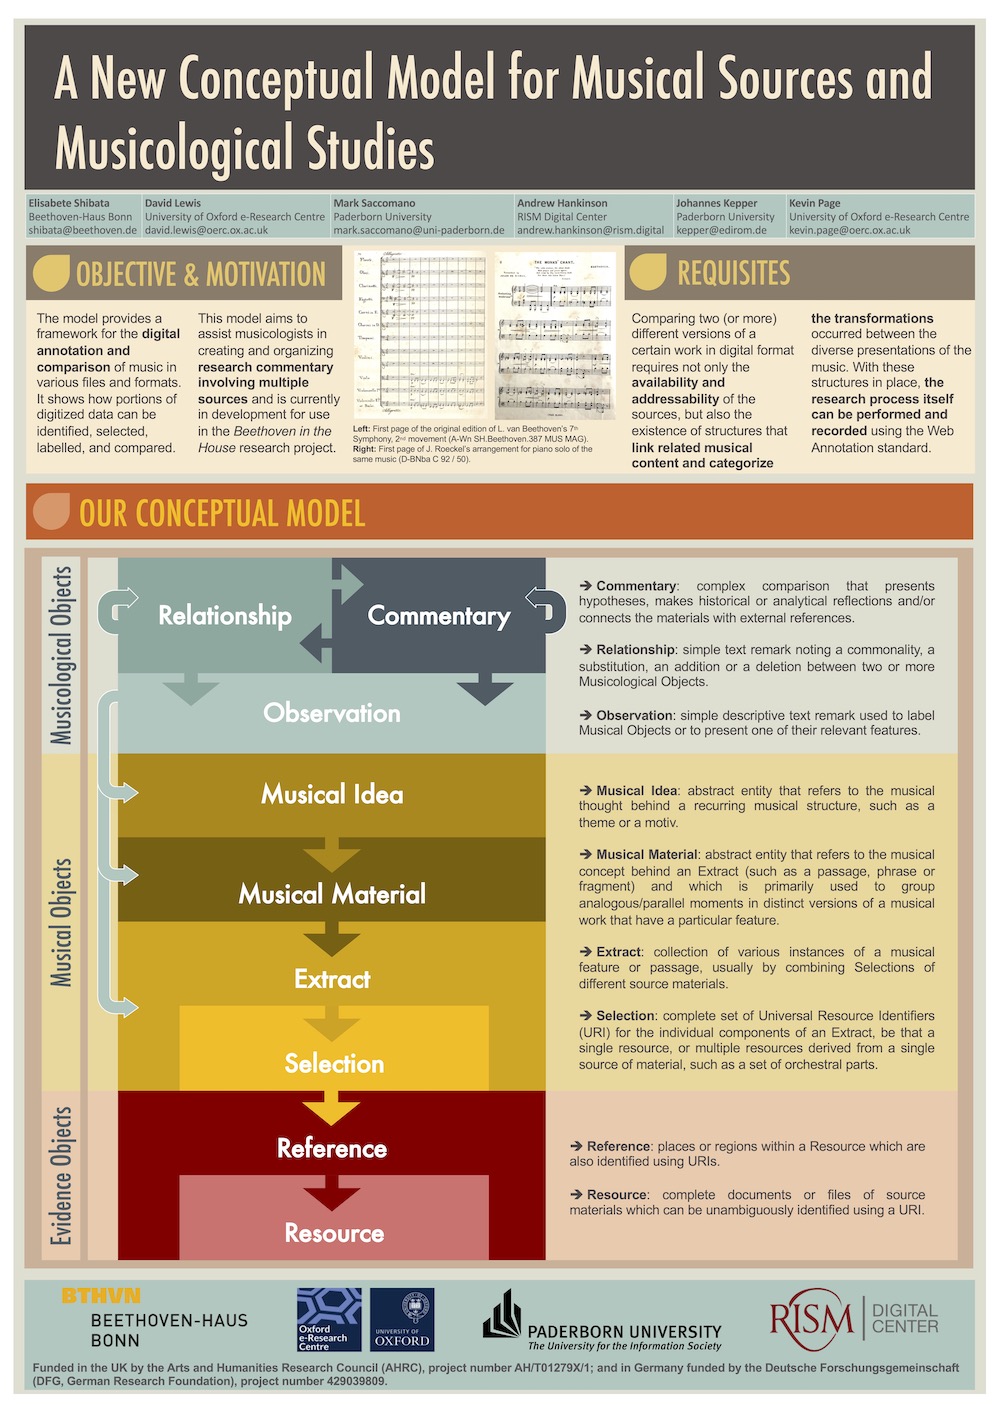 A New Conceptual Model for Musical Sources and
Musicological Studies
Elisabete Shibata
Beethoven-Haus Bonn
shibata@beethoven.de
David Lewis
University of Oxford e-Research Centre
david.lewis@oerc.ox.ac.uk
Mark Saccomano
Paderborn University
mark.saccomano@uni-paderborn.de
Andrew Hankinson
RISM Digital Center
andrew.hankinson@rism.digital
Johannes Kepper
Paderborn University
kepper@edirom.de
Kevin Page
University of Oxford e-Research Centre
kevin.page@oerc.ox.ac.uk
OBJECTIVE & MOTIVATION
The model provides a
framework for the digital
annotation and
comparison of music in
various files and formats.
It shows how portions of
digitized data can be
identified, selected,
labelled, and compared.
This model aims to
assist musicologists in
creating and organizing
research commentary
involving multiple
sources and is currently
in development for use
in the Beethoven in the
House research project.
THE MONKS' CHANT.
BEETHOVEN.
Left: First page of the original edition of L. van Beethoven's 7th
Symphony, 2nd movement (A-Wn SH.Beethoven.387 MUS MAG).
Right: First page of J. Roeckel's arrangement for piano solo of the
same music (D-BNba C 92 / 50).
REQUISITES
Comparing two (or more)
different versions of a
certain work in digital format
requires not only the
availability and
addressability of the
sources, but also the
existence of structures that
link related musical
content and categorize
the transformations
occurred between the
diverse presentations of the
music. With these
structures in place, the
research process itself
can be performed and
recorded using the Web
Annotation standard.
OUR CONCEPTUAL MODEL
Musicological Objects
Relationship
Commentary
Observation
➔ Commentary: complex comparison that presents
hypotheses, makes historical or analytical reflections and/or
connects the materials with external references.
➔ Relationship: simple text remark noting a commonality, a
substitution, an addition or a deletion between two or more
Musicological Objects.
➔ Observation: simple descriptive text remark used to label
Musical Objects or to present one of their relevant features.
Musical Objects
Musical Idea
Musical Material
Extract
Selection
➔ Musical Idea: abstract entity that refers to the musical
thought behind a recurring musical structure, such as a
theme or a motiv.
➔ Musical Material: abstract entity that refers to the musical
concept behind an Extract (such as a passage, phrase or
fragment) and which is primarily used to group
analogous/parallel moments in distinct versions of a musical
work that have a particular feature.
➔ Extract: collection of various instances of a musical
feature or passage, usually by combining Selections of
different source materials.
➔ Selection: complete set of Universal Resource Identifiers
(URI) for the individual components of an Extract, be that a
single resource, or multiple resources derived from a single
source of material, such as a set of orchestral parts.
Evidence Objects
Reference
Resource
➔ Reference: places or regions within a Resource which are
also identified using URIs.
➔ Resource: complete documents or files of source
materials which can be unambiguously identified using a URI.
BTHVN
BEETHOVEN-HAUS
BONN
Oxford
e-Research
Centre
UNIVERSITY OF
OXFORD
PADERBORN UNIVERSITY
The University for the Information Society
RISM
DIGITAL
CENTER
Funded in the UK by the Arts and Humanities Research Council (AHRC), project number AH/T01279X/1; and in Germany funded by the Deutsche Forschungsgemeinschaft
(DFG, German Research Foundation), project number 429039809.